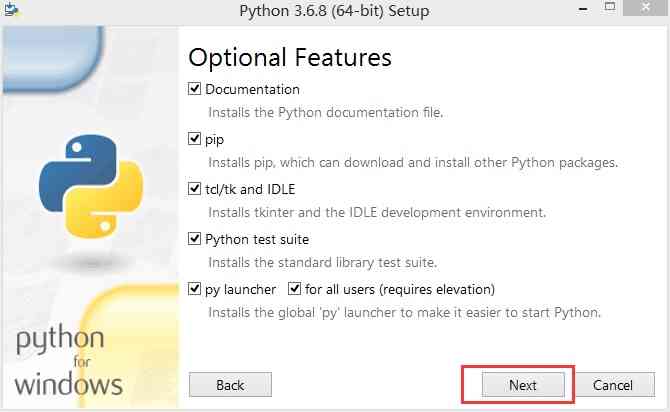 Python 3.6.8 (64-bit) Setup
Optional Features
Documentation
Installs the Python documentation file.
pip
Installs pip, which can download and install other Python packages.
tcl/tk and IDLE
Installs tkinter and the IDLE development environment.
Python test suite
Installs the standard library test suite.
py launcher for all users (requires elevation)
Installs the global 'py' launcher to make it easier to start Python.
python
for
windows
Back Next Cancel